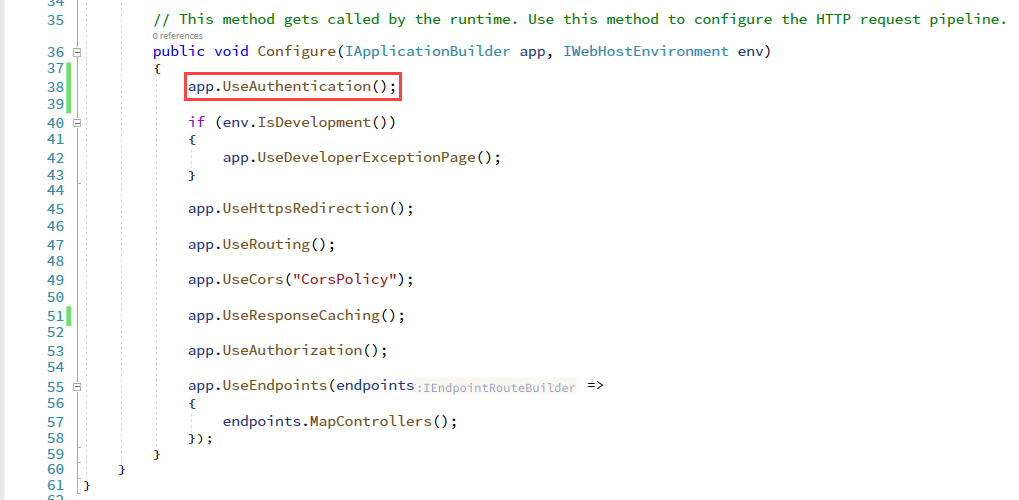 34
35 // This method gets called by the runtime. Use this method to configure the HTTP request pipeline.
0 references
36 public void Configure(IApplicationBuilder app, IWebHostEnvironment env)
37 {
38 app.UseAuthentication();
39
40 if (env.IsDevelopment())
41 {
42 app.UseDeveloperExceptionPage();
43 }
44
45 app.UseHttpsRedirection();
46
47 app.UseRouting();
48
49 app.UseCors("CorsPolicy");
50
51 app.UseResponseCaching();
52
53 app.UseAuthorization();
54
55 app.UseEndpoints(endpoints:IEndpointRouteBuilder =>
56 {
57 endpoints.MapControllers();
58 });
59 }
60 }
61 }
62